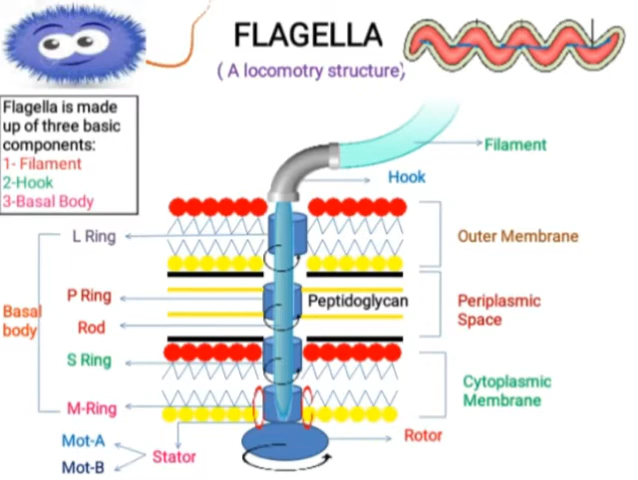 FLAGELLA
( A locomotry structure)
Flagella is made
up of three basic
components:
1- Filament
2-Hook
3-Basal Body
Filament
Hook
L Ring
Outer Membrane
P Ring
Peptidoglycan
Periplasmic
Space
Basal
body
Rod
S Ring
Cytoplasmic
Membrane
M-Ring
Rotor
Mot-A
Stator
Mot-B